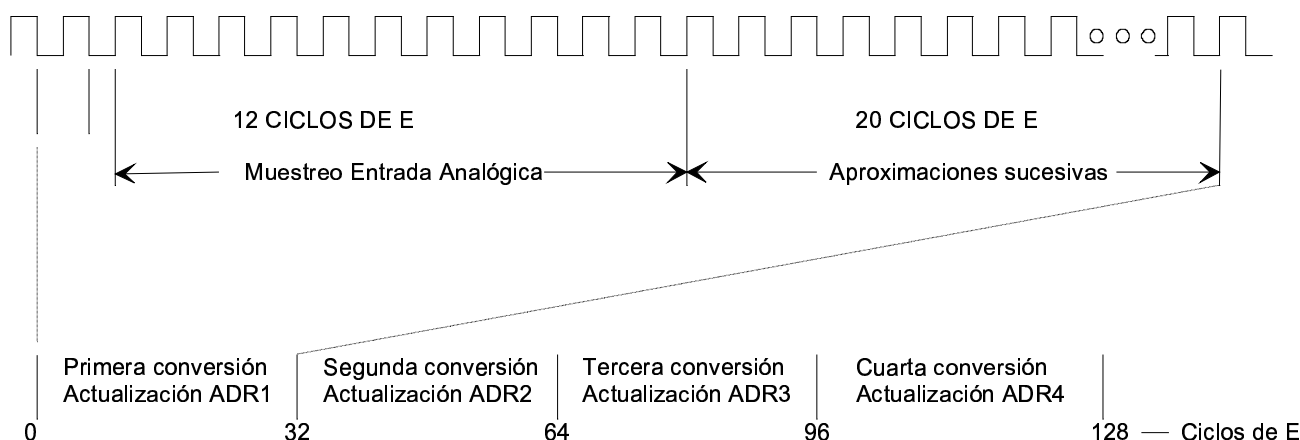 12 CICLOS DE E
20 CICLOS DE E
Muestreo Entrada Analógica
Aproximaciones sucesivas
Primera conversión
Actualización ADR1
Segunda conversión
Actualización ADR2
Tercera conversión
Actualización ADR3
Cuarta conversión
Actualización ADR4
0
32
64
96
128
Ciclos de E